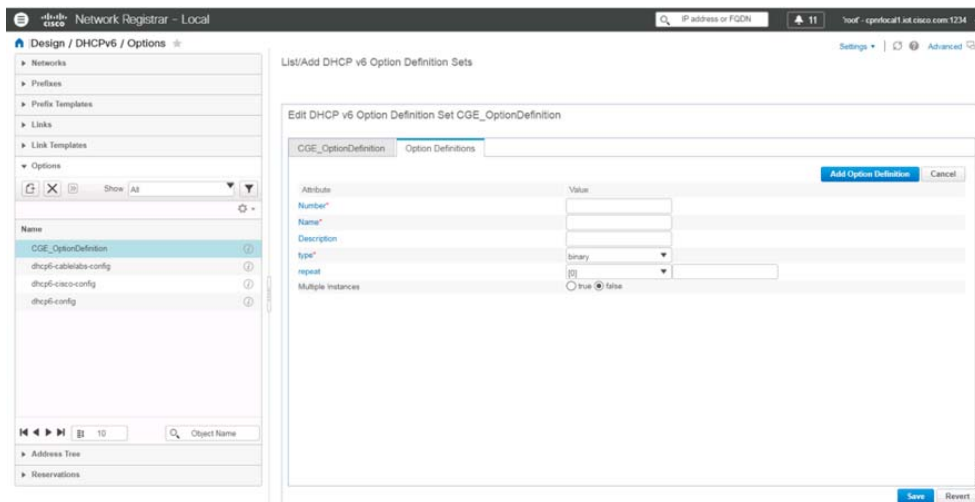 cisco Network Registrar - Local
IP address or FQDN
11
'root' - cpnrlocal1.iot.cisco.com:1234
Design / DHCPv6 / Options
Settings
Advanced
Networks
Prefixes
Prefix Templates
Links
Link Templates
Options
Show All
Name
CGE_OptionDefinition
dhcp6-cablelabs-config
dhcp6-cisco-config
dhcp6-config
10
Object Name
Address Tree
Reservations
List/Add DHCP v6 Option Definition Sets
Edit DHCP v6 Option Definition Set CGE_OptionDefinition
CGE_OptionDefinition Option Definitions
Add Option Definition Cancel
Attribute Value
Number*
Name*
Description
type* binary
repeat [0]
Multiple Instances true false
Save Revert